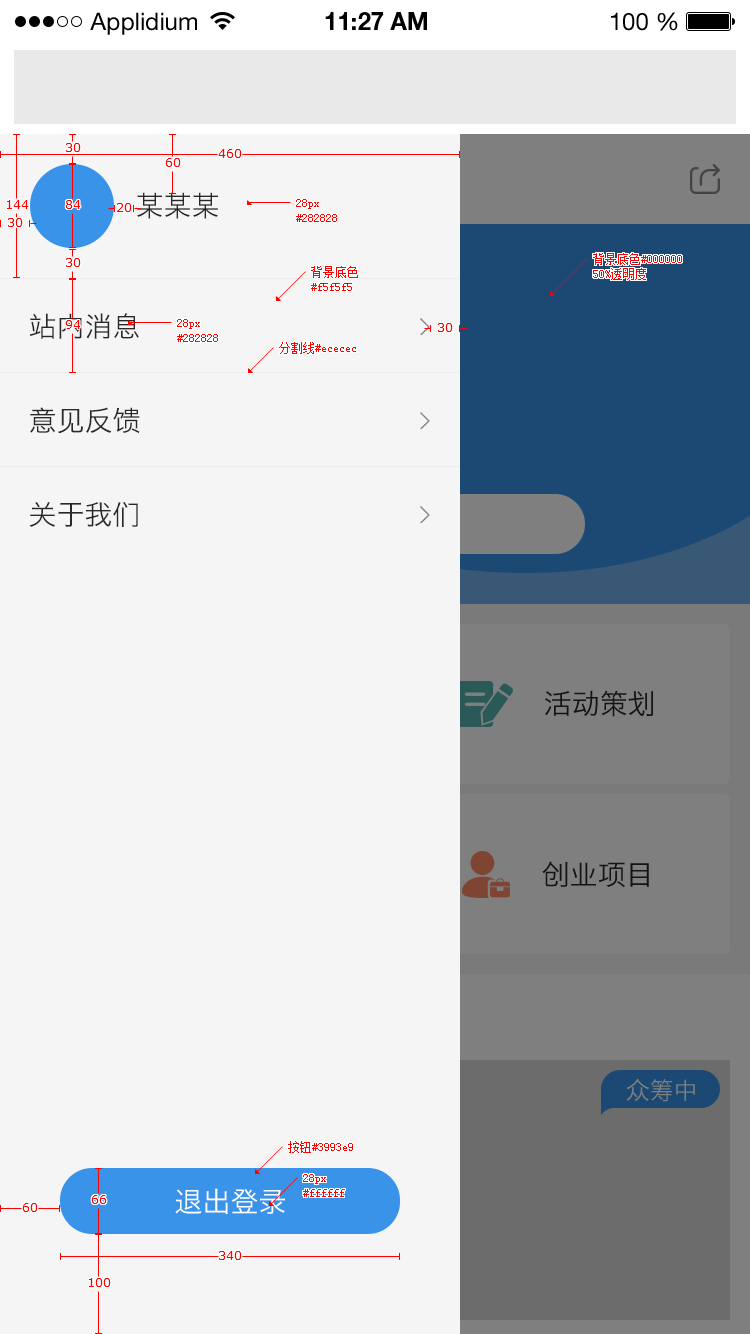 Applidium 11:27 AM 100 %
30
460
60
144
84
20
某某某
28px
#282828
30
30
背景底色
#f5f5f5
背景底色#000000
50%透明度
站内消息
94
28px
#282828
30
分割线#ececec
意见反馈
关于我们
活动策划
创业项目
众筹中
按钮#3993e9
28px
#ffffff
66
退出登录
60
340
100